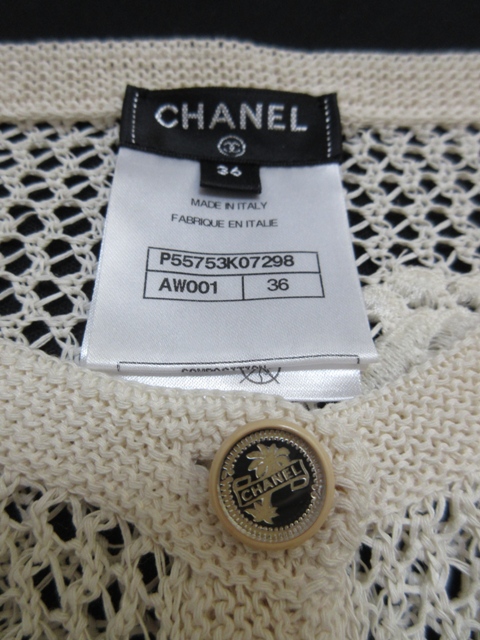 CHANEL
36
MADE IN ITALY
FABRIQUE EN ITALIE
P55753K07298
AW001 36
CHANEL